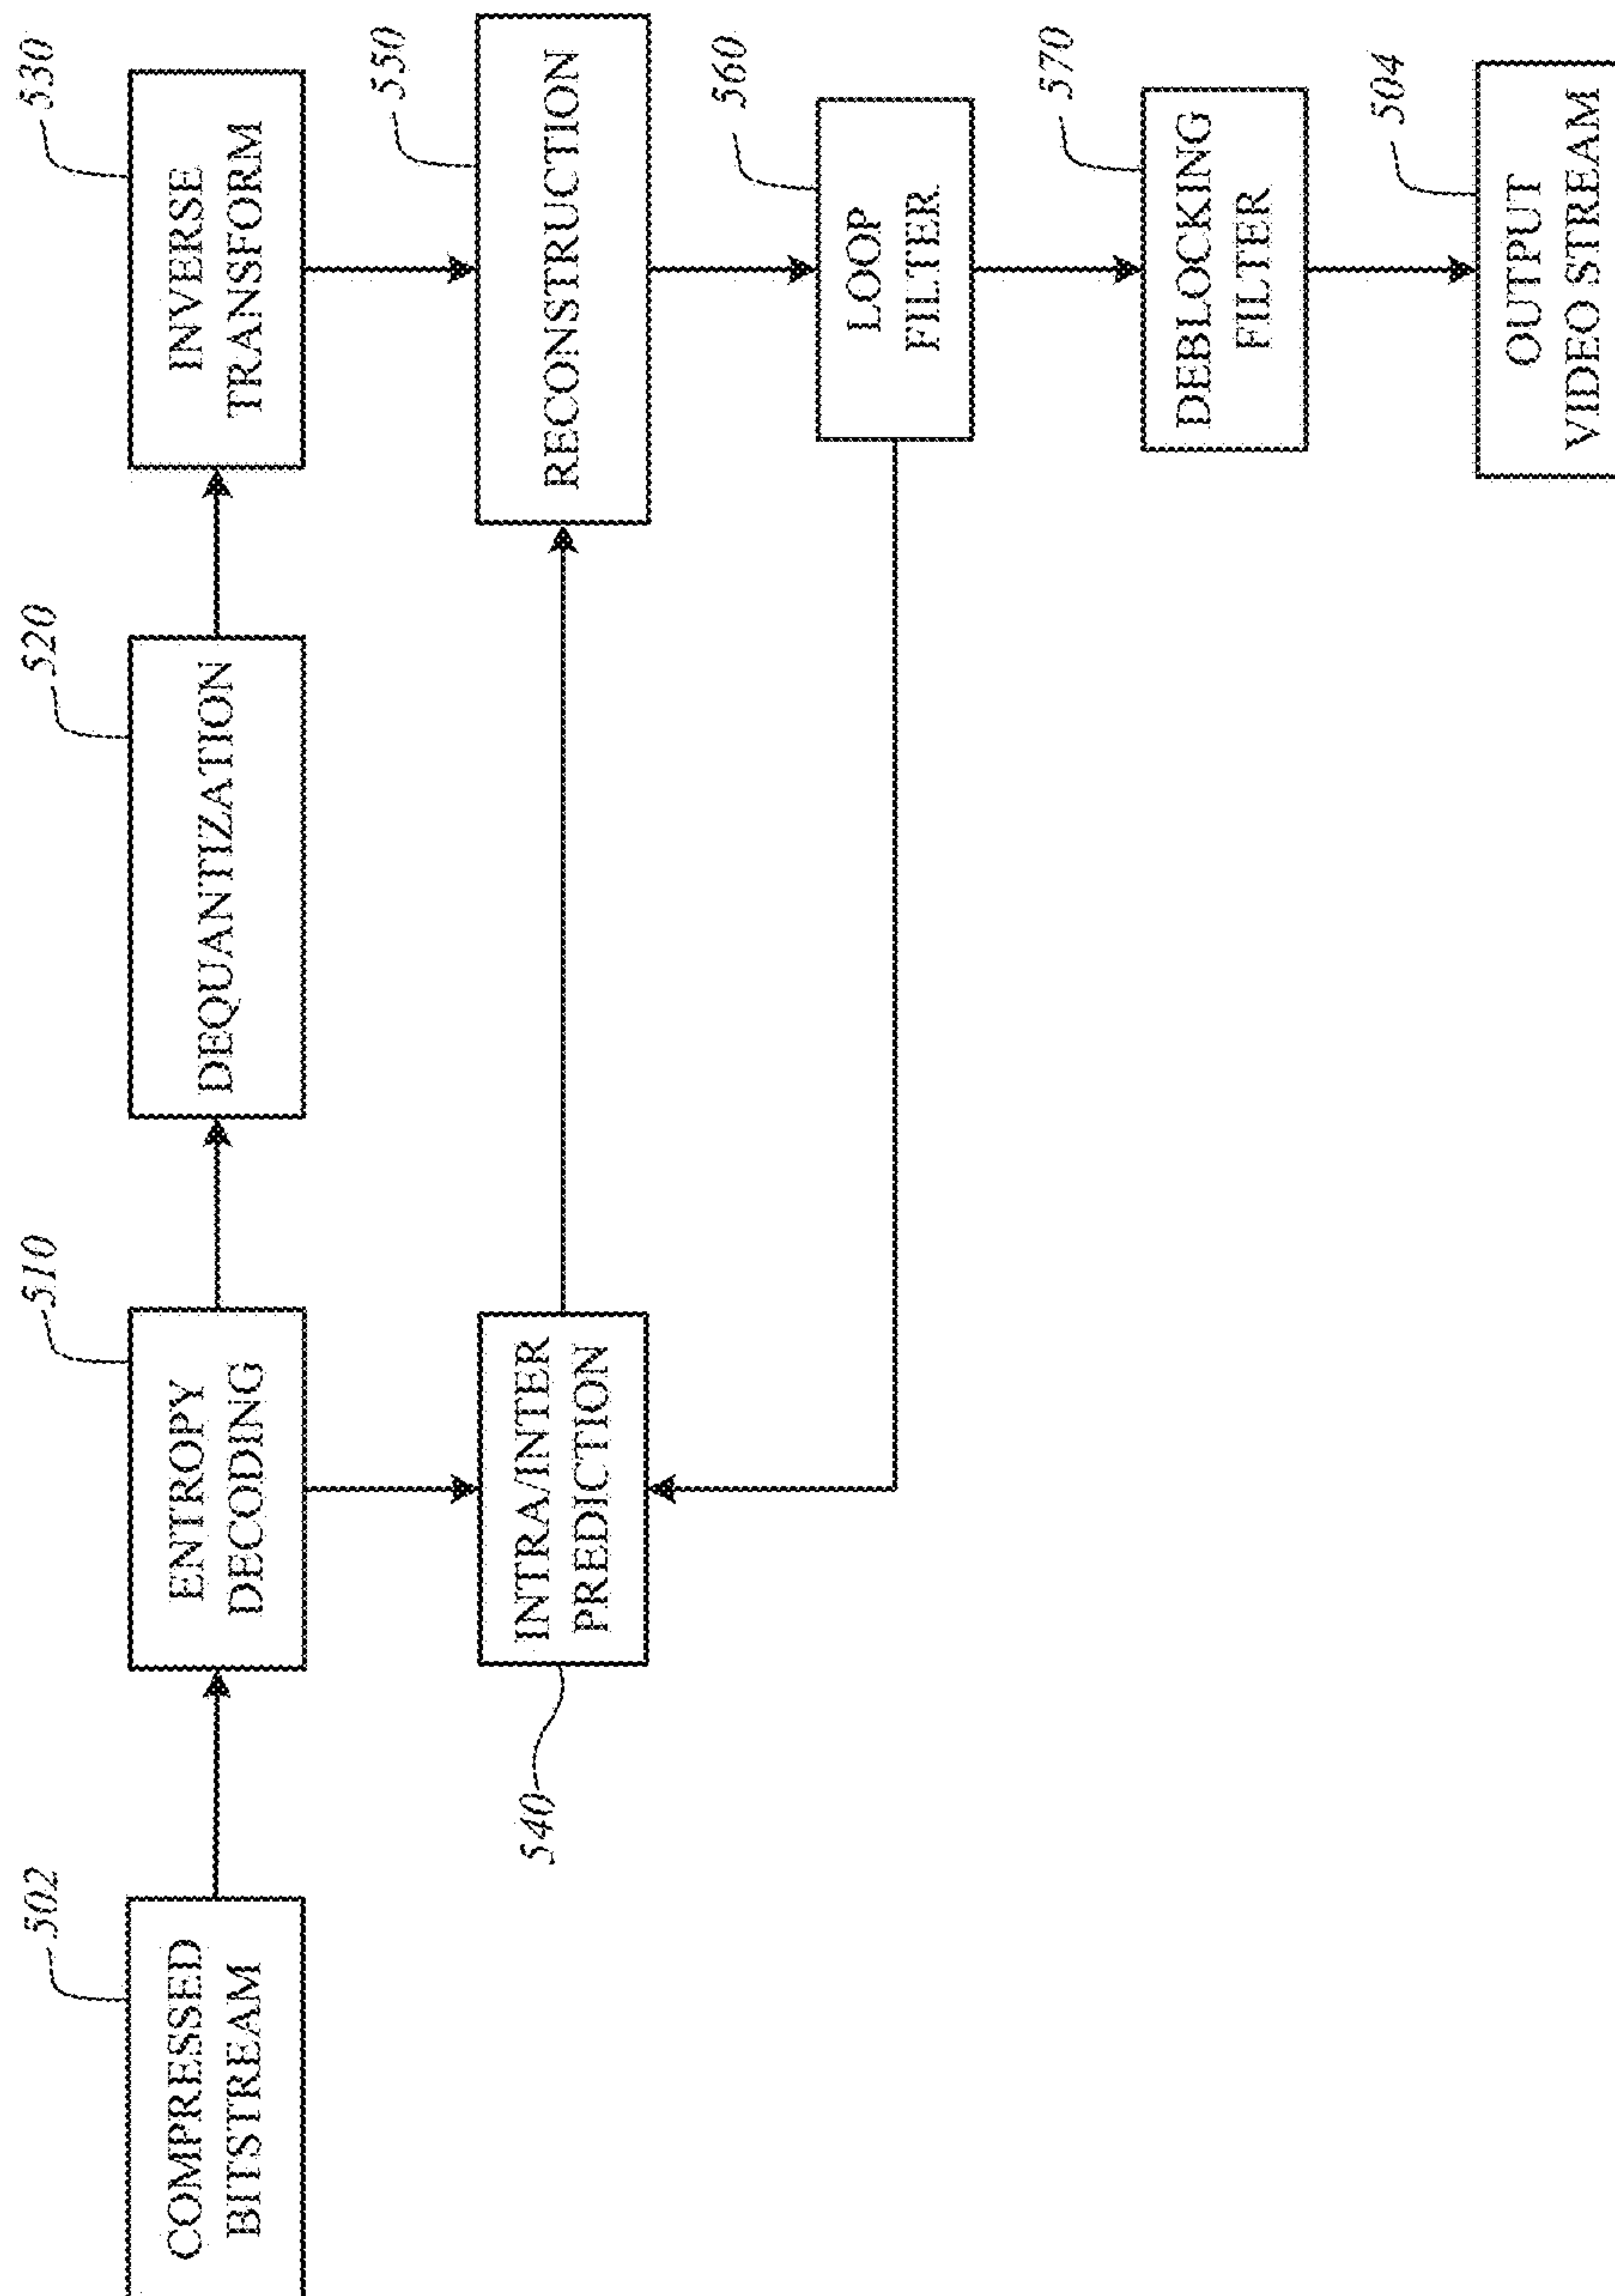 502
COMPRESSED
BITSTREAM
510
ENTROPY
DECODING
520
DEQUANTIZATION
530
INVERSE
TRANSFORM
540
INTRA/INTER
PREDICTION
550
RECONSTRUCTION
560
LOOP
FILTER
570
DEBLOCKING
FILTER
504
OUTPUT
VIDEO STREAM